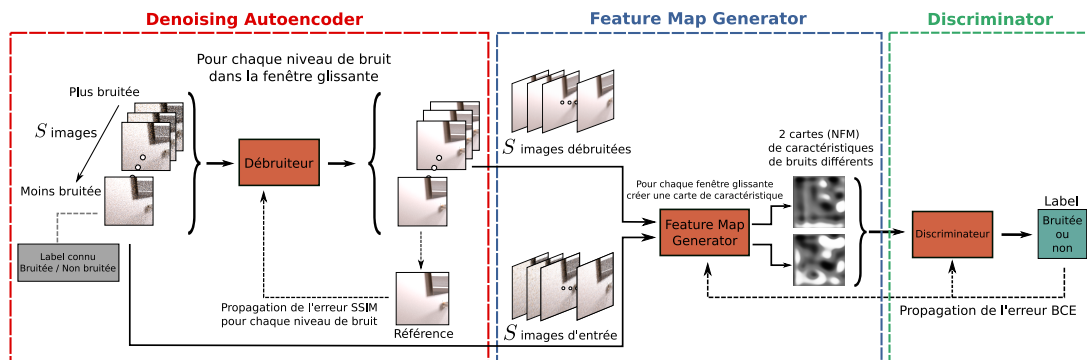 Denoising Autoencoder
Feature Map Generator
Discriminator
Pour chaque niveau de bruit
dans la fenêtre glissante
Plus bruitée
S images
Moins bruitée
Label connu
Bruitée / Non bruitée
Débruiteur
Propagation de l'erreur SSIM
pour chaque niveau de bruit
Référence
S images débruitées
S images d'entrée
Pour chaque fenêtre glissante
créer une carte de caractéristique
Feature Map
Generator
2 cartes (NFM)
de caractéristiques
de bruits différents
Discriminateur
Label
Bruitée
ou
non
Propagation de l'erreur BCE